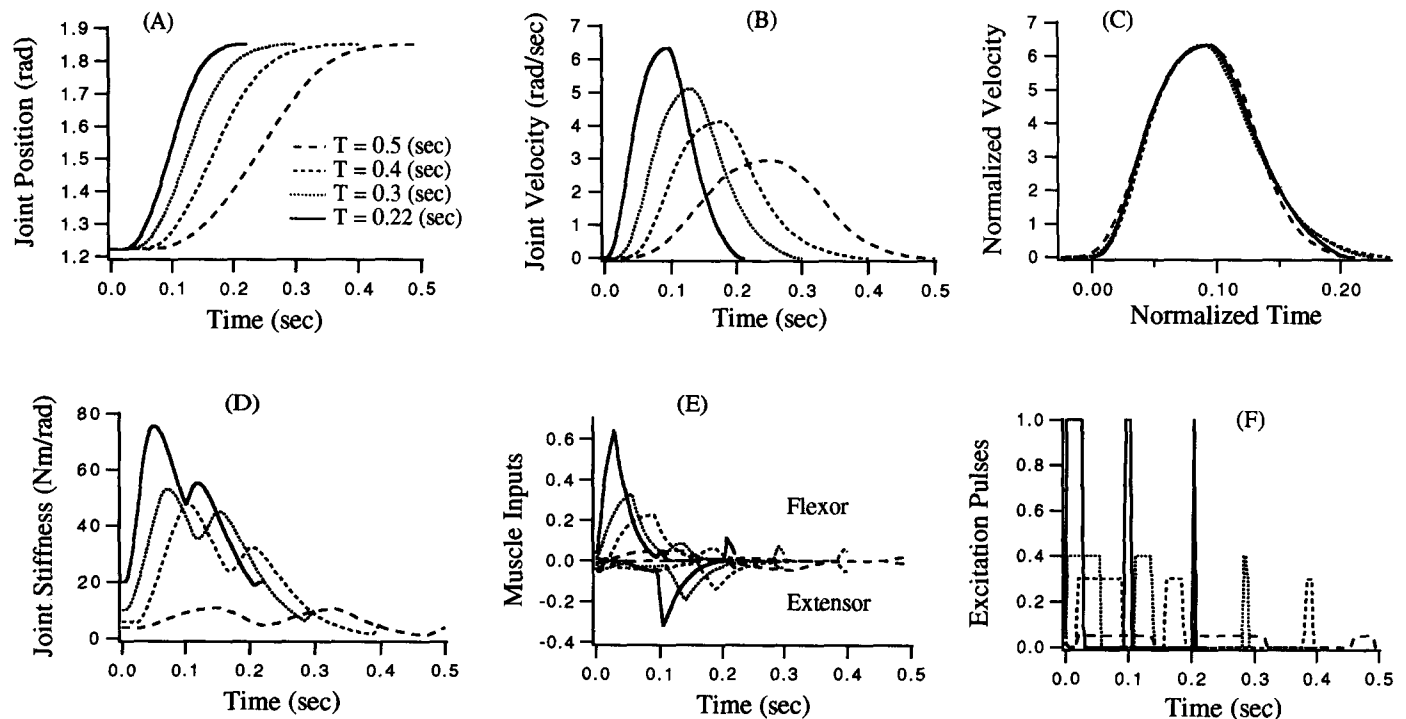 (A)
Joint Position (rad)
1.9
1.8
1.7
1.6
1.5
1.4
1.3
1.2
T = 0.5 (sec)
T = 0.4 (sec)
T = 0.3 (sec)
T = 0.22 (sec)
0.0 0.1 0.2 0.3 0.4 0.5
Time (sec)
(B)
Joint Velocity (rad/sec)
7
6
5
4
3
2
1
0
0.0 0.1 0.2 0.3 0.4 0.5
Time (sec)
(C)
Normalized Velocity
7
6
5
4
3
2
1
0
0.00 0.10 0.20
Normalized Time
(D)
Joint Stiffness (Nm/rad)
80
60
40
20
0
0.0 0.1 0.2 0.3 0.4 0.5
Time (sec)
(E)
Muscle Inputs
0.6
0.4
0.2
0.0
-0.2
-0.4
Flexor
Extensor
0.0 0.1 0.2 0.3 0.4 0.5
Time (sec)
(F)
Excitation Pulses
1.0
0.8
0.6
0.4
0.2
0.0
0.0 0.1 0.2 0.3 0.4 0.5
Time (sec)